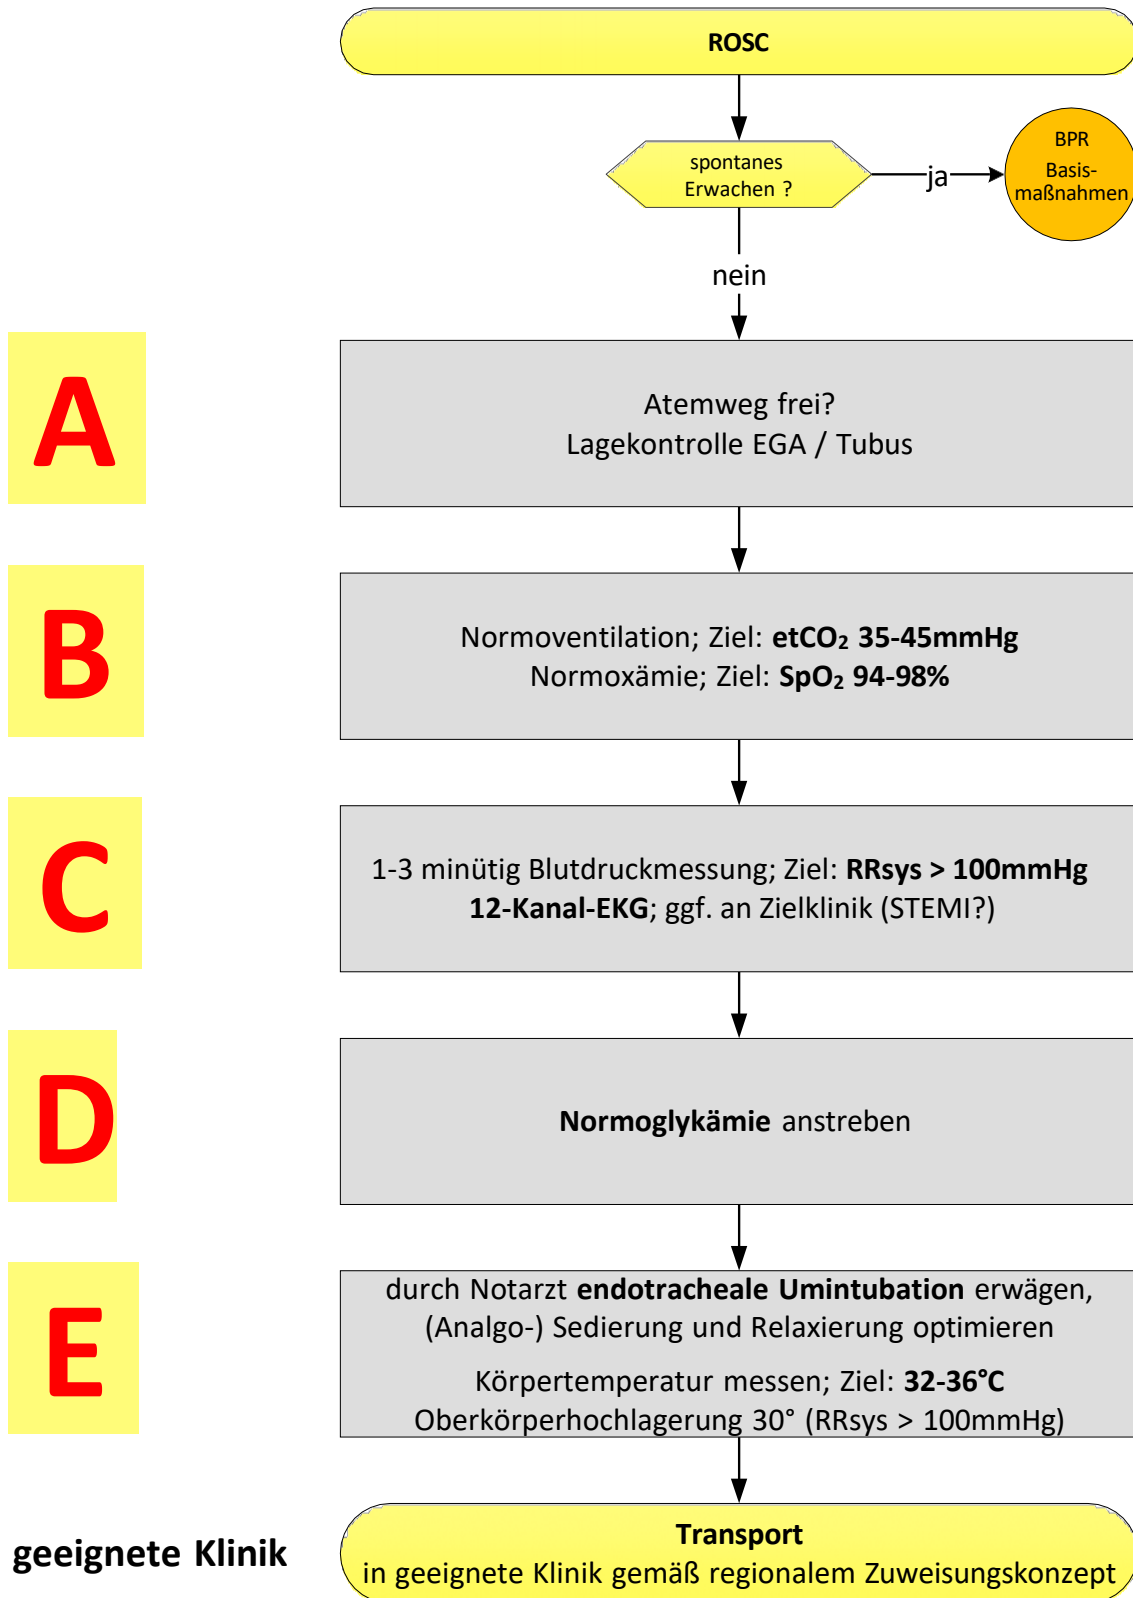 ROSC
spontanes
Erwachen ?
ja
BPR
Basis-
maßnahmen
nein
A
Atemweg frei?
Lagekontrolle EGA / Tubus
B
Normoventilation; Ziel: etCO₂ 35-45mmHg
Normoxämie; Ziel: SpO₂ 94-98%
C
1-3 minütig Blutdruckmessung; Ziel: RRsys > 100mmHg
12-Kanal-EKG; ggf. an Zielklinik (STEMI?)
D
Normoglykämie anstreben
E
durch Notarzt endotracheale Umintubation erwägen,
(Analgo-) Sedierung und Relaxierung optimieren
Körpertemperatur messen; Ziel: 32-36°C
Oberkörperhochlagerung 30° (RRsys > 100mmHg)
geeignete Klinik
Transport
in geeignete Klinik gemäß regionalem Zuweisungskonzept